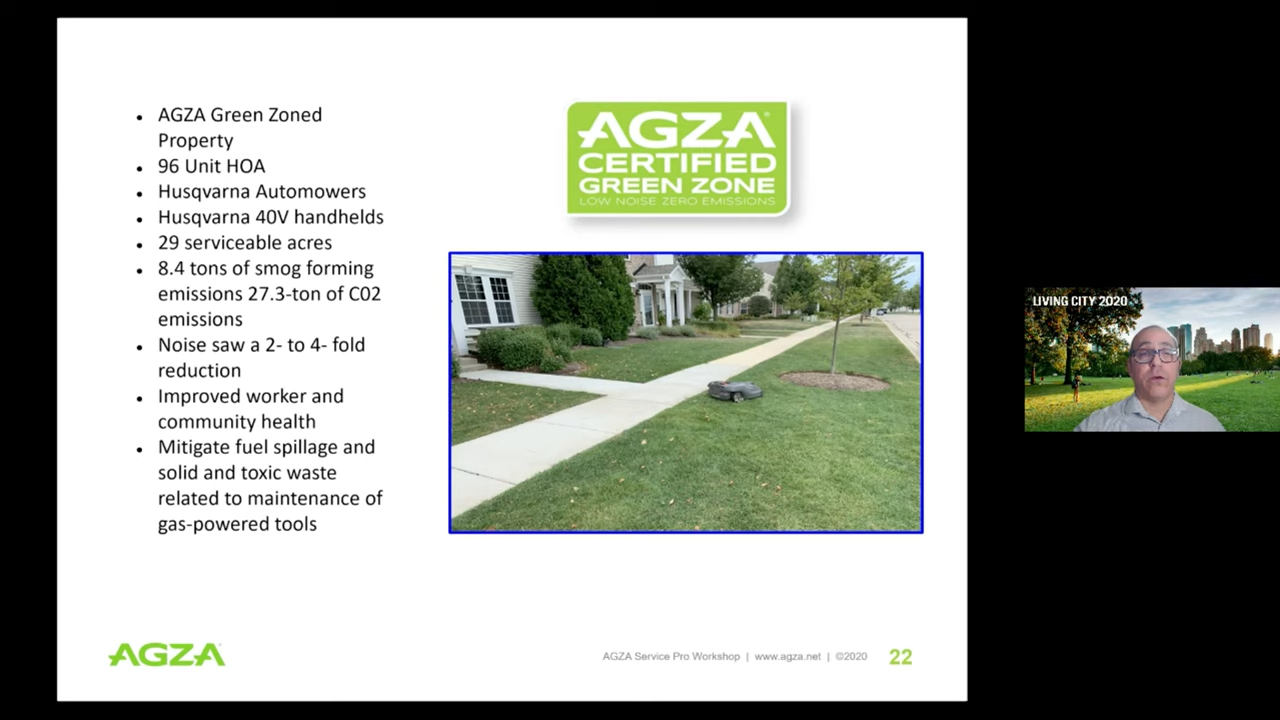 AGZA Green Zoned
Property
96 Unit HOA
Husqvarna Automowers
Husqvarna 40V handhelds
29 serviceable acres
8.4 tons of smog forming
emissions 27.3-ton of C02
emissions
Noise saw a 2- to 4- fold
reduction
Improved worker and
community health
Mitigate fuel spillage and
solid and toxic waste
related to maintenance of
gas-powered tools
AGZA®
CERTIFIED
GREEN ZONE
LOW NOISE ZERO EMISSIONS
LIVING CITY 2020
AGZA
AGZA Service Pro Workshop | www.agza.net | ©2020 22